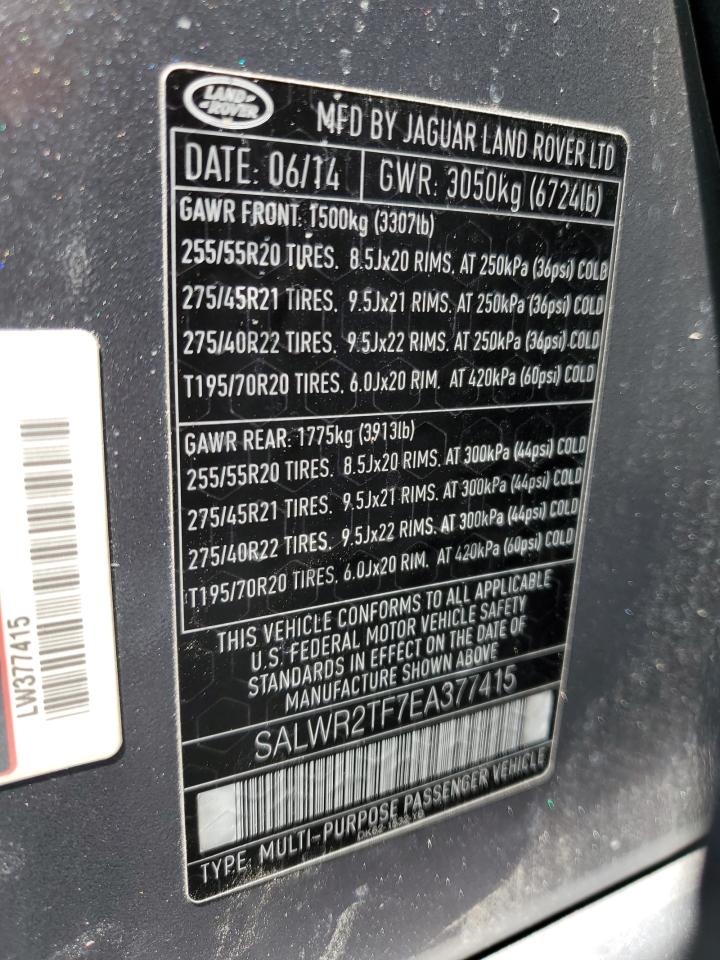 LAND ROVER
MFD BY JAGUAR LAND ROVER LTD
DATE: 06/14 GWR: 3050kg (6724lb)
GAWR FRONT: 1500kg (3307lb)
255/55R20 TIRES, 8.5Jx20 RIMS, AT 250kPa (36psi) COLD
275/45R21 TIRES, 9.5Jx21 RIMS, AT 250kPa (36psi) COLD
275/40R22 TIRES, 9.5Jx22 RIMS, AT 250kPa (36psi) COLD
T195/70R20 TIRES, 6.0Jx20 RIM, AT 420kPa (60psi) COLD
GAWR REAR: 1775kg (3913lb)
255/55R20 TIRES, 8.5Jx20 RIMS, AT 300kPa (44psi) COLD
275/45R21 TIRES, 9.5Jx21 RIMS, AT 300kPa (44psi) COLD
275/40R22 TIRES, 9.5Jx22 RIMS, AT 300kPa (44psi) COLD
T195/70R20 TIRES, 6.0Jx20 RIM, AT 420kPa (60psi) COLD
THIS VEHICLE CONFORMS TO ALL APPLICABLE
U.S. FEDERAL MOTOR VEHICLE SAFETY
STANDARDS IN EFFECT ON THE DATE OF
MANUFACTURE SHOWN ABOVE
SALWR2TF7EA377415
TYPE: MULTI-PURPOSE PASSENGER VEHICLE
LW377415